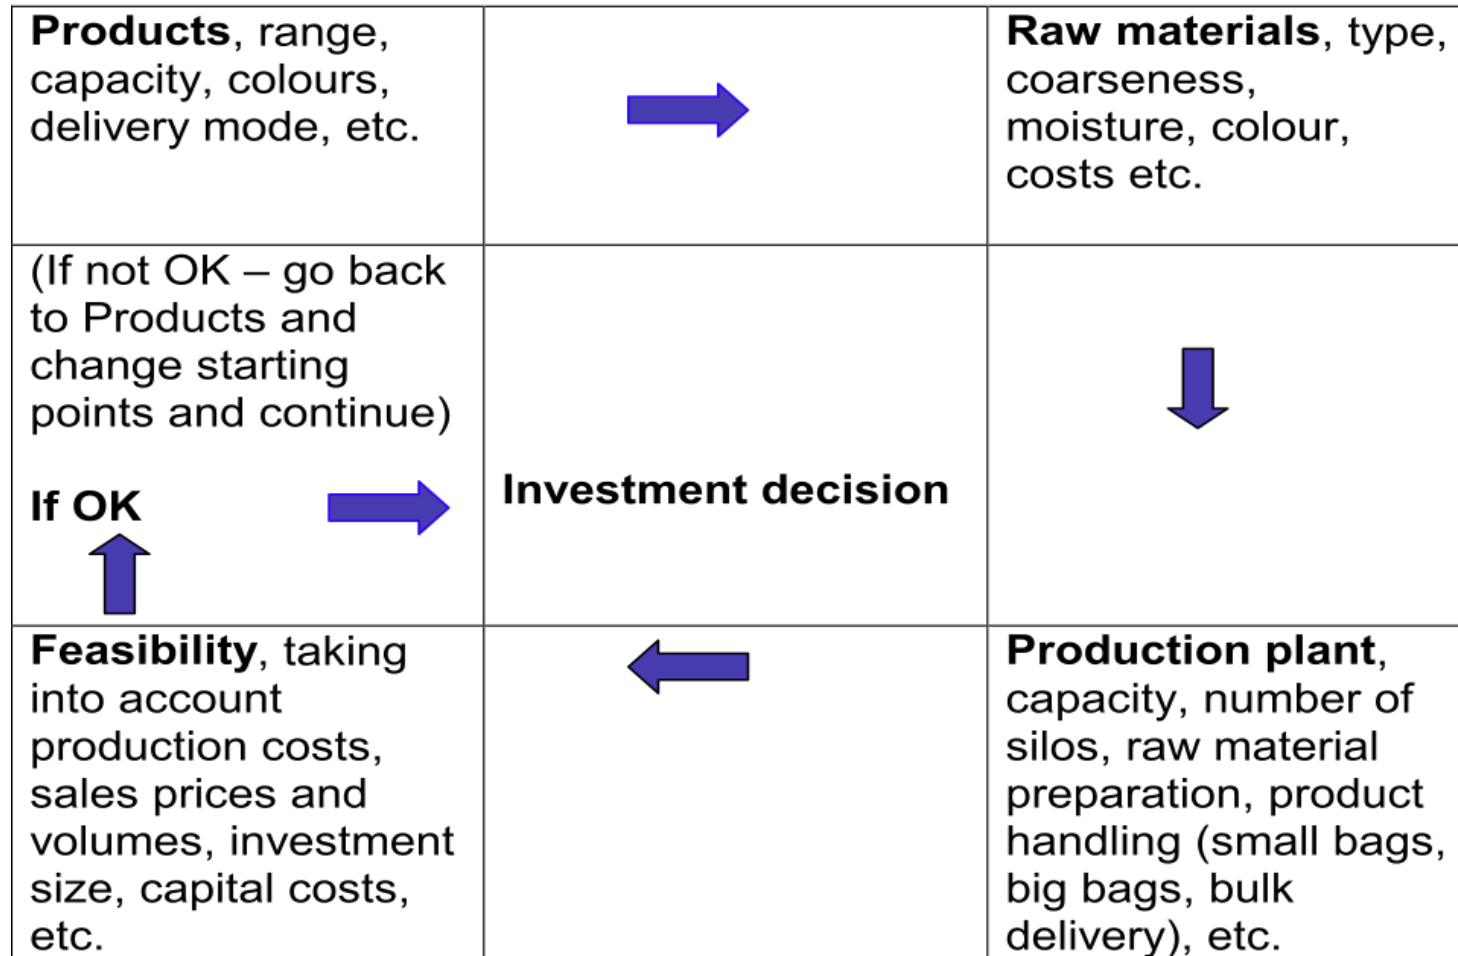 Products, range,
capacity, colours,
delivery mode, etc.
Raw materials, type,
coarseness,
moisture, colour,
costs etc.
(If not OK – go back
to Products and
change starting
points and continue)
If OK
Investment decision
Feasibility, taking
into account
production costs,
sales prices and
volumes, investment
size, capital costs,
etc.
Production plant,
capacity, number of
silos, raw material
preparation, product
handling (small bags,
big bags, bulk
delivery), etc.